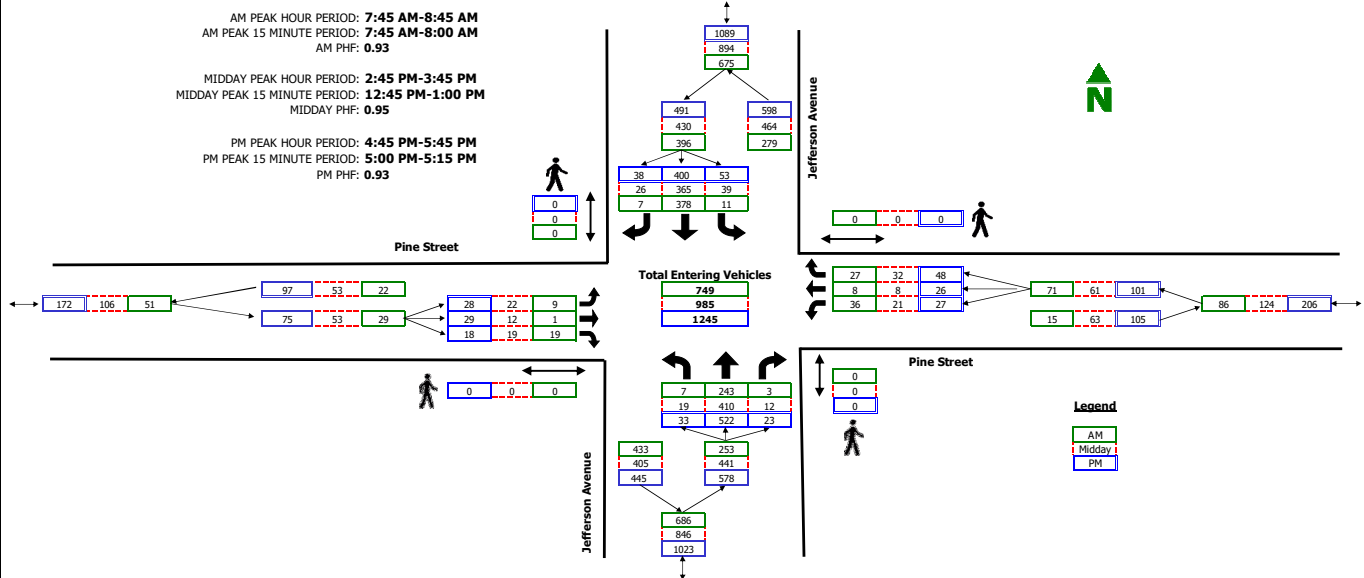 AM PEAK HOUR PERIOD: 7:45 AM-8:45 AM
AM PEAK 15 MINUTE PERIOD: 7:45 AM-8:00 AM
AM PHF: 0.93
MIDDAY PEAK HOUR PERIOD: 2:45 PM-3:45 PM
MIDDAY PEAK 15 MINUTE PERIOD: 12:45 PM-1:00 PM
MIDDAY PHF: 0.95
PM PEAK HOUR PERIOD: 4:45 PM-5:45 PM
PM PEAK 15 MINUTE PERIOD: 5:00 PM-5:15 PM
PM PHF: 0.93
1089
894
675
491 598
430 464
396 279
38 400 53
26 365 39
7 378 11
Jefferson Avenue
N
0
0
0
0 0 0
Pine Street
Total Entering Vehicles
749
985
1245
172 106 51
97 53 22
75 53 29
28 22 9
29 12 1
18 19 19
27 32 48
8 8 26
36 21 27
71 61 101
15 63 105
86 124 206
Pine Street
0 0 0
7 243 3
19 410 12
33 522 23
0
0
0
433 253
405 441
445 578
686
846
1023
Jefferson Avenue
Legend
AM
Midday
PM